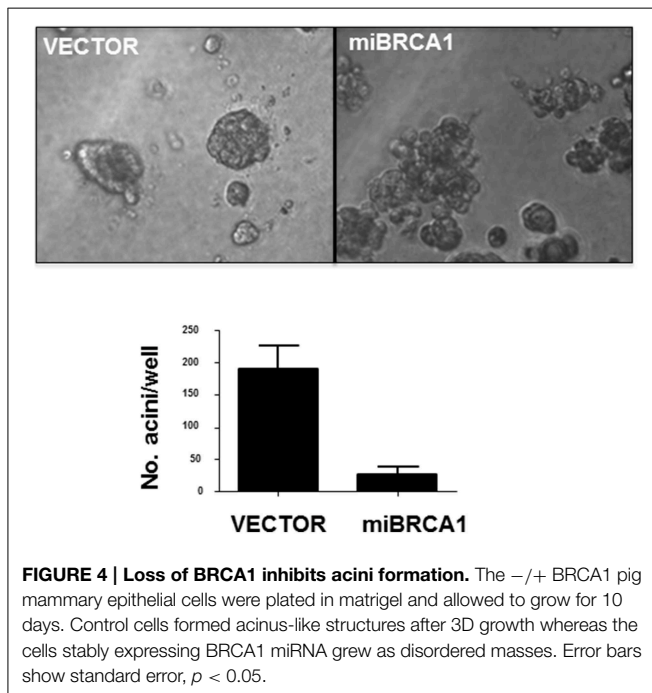 VECTOR
miBRCA1
250
200
150
100
50
0
No. acini/well
VECTOR
miBRCA1
FIGURE 4 | Loss of BRCA1 inhibits acini formation. The −/+ BRCA1 pig
mammary epithelial cells were plated in matrigel and allowed to grow for 10
days. Control cells formed acinus-like structures after 3D growth whereas the
cells stably expressing BRCA1 miRNA grew as disordered masses. Error bars
show standard error, p < 0.05.